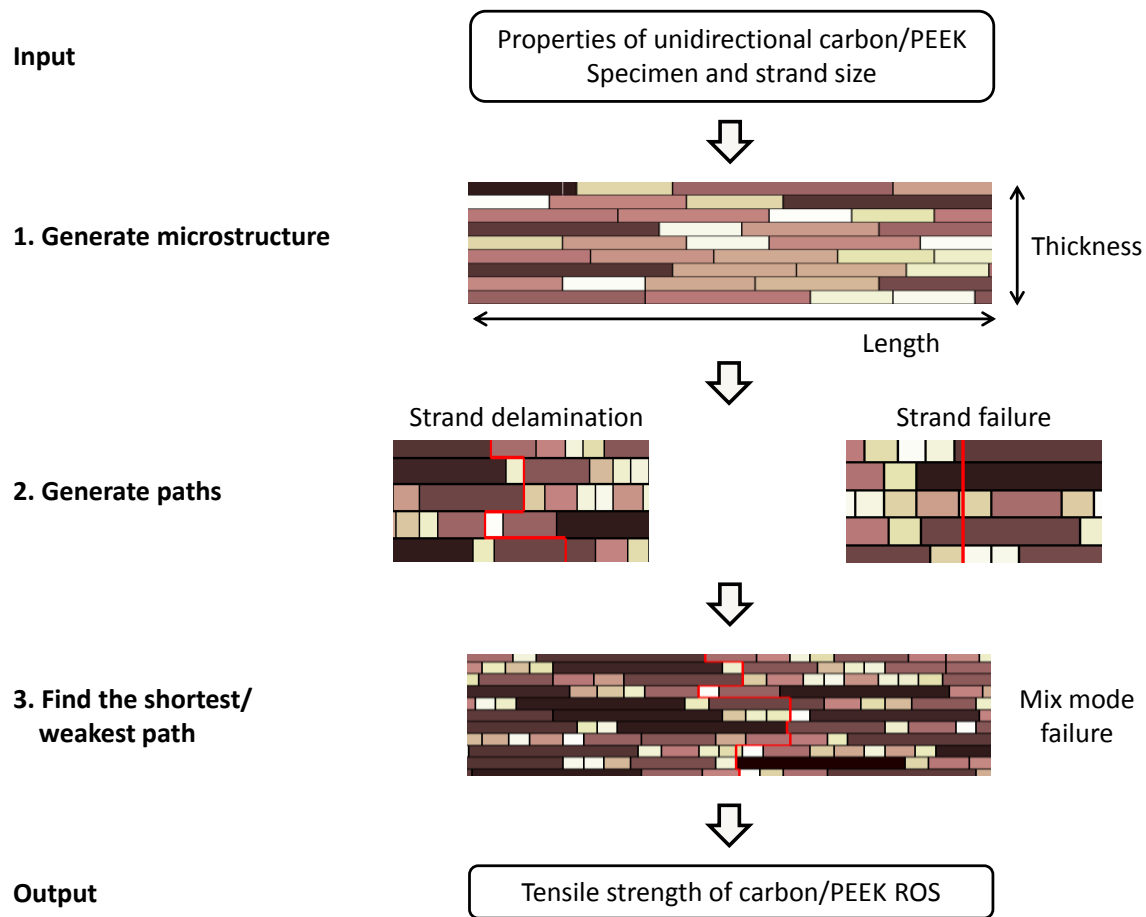 Input
Properties of unidirectional carbon/PEEK
Specimen and strand size
1. Generate microstructure
Thickness
Length
Strand delamination
Strand failure
2. Generate paths
3. Find the shortest/
weakest path
Mix mode
failure
Output
Tensile strength of carbon/PEEK ROS